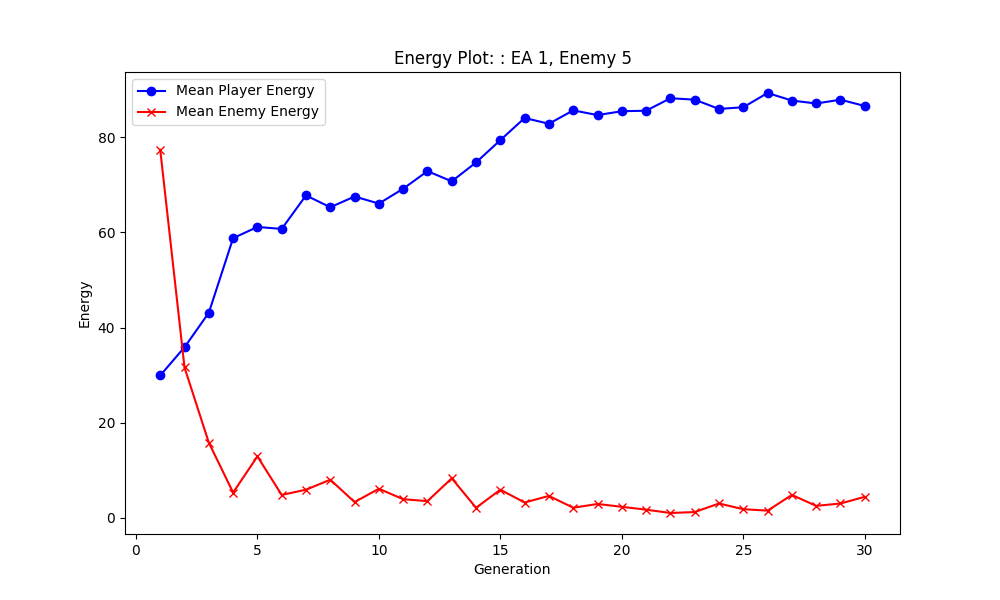 Energy Plot: : EA 1, Enemy 5
Mean Player Energy
Mean Enemy Energy
Energy
80
60
40
20
0
0 5 10 15 20 25 30
Generation